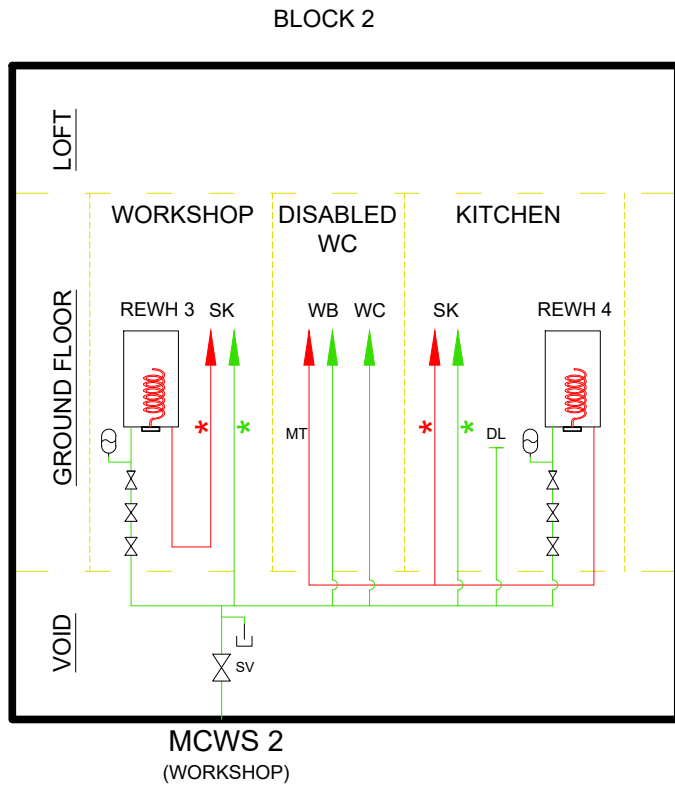 BLOCK 2
LOFT
WORKSHOP
DISABLED
WC
KITCHEN
GROUND FLOOR
REWH 3
SK
WB
WC
SK
REWH 4
*
*
MT
*
*
DL
VOID
SV
MCWS 2
(WORKSHOP)